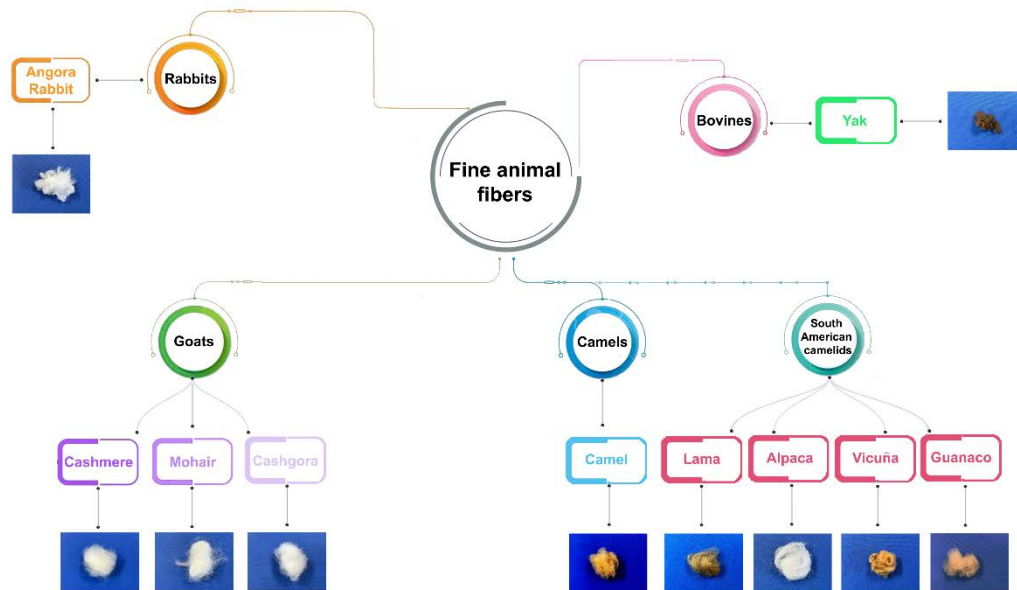 Angora
Rabbit
Rabbits
Fine animal
fibers
Bovines
Yak
Goats
Camels
South
American
camelids
Cashmere
Mohair
Cashgora
Camel
Lama
Alpaca
Vicuña
Guanaco